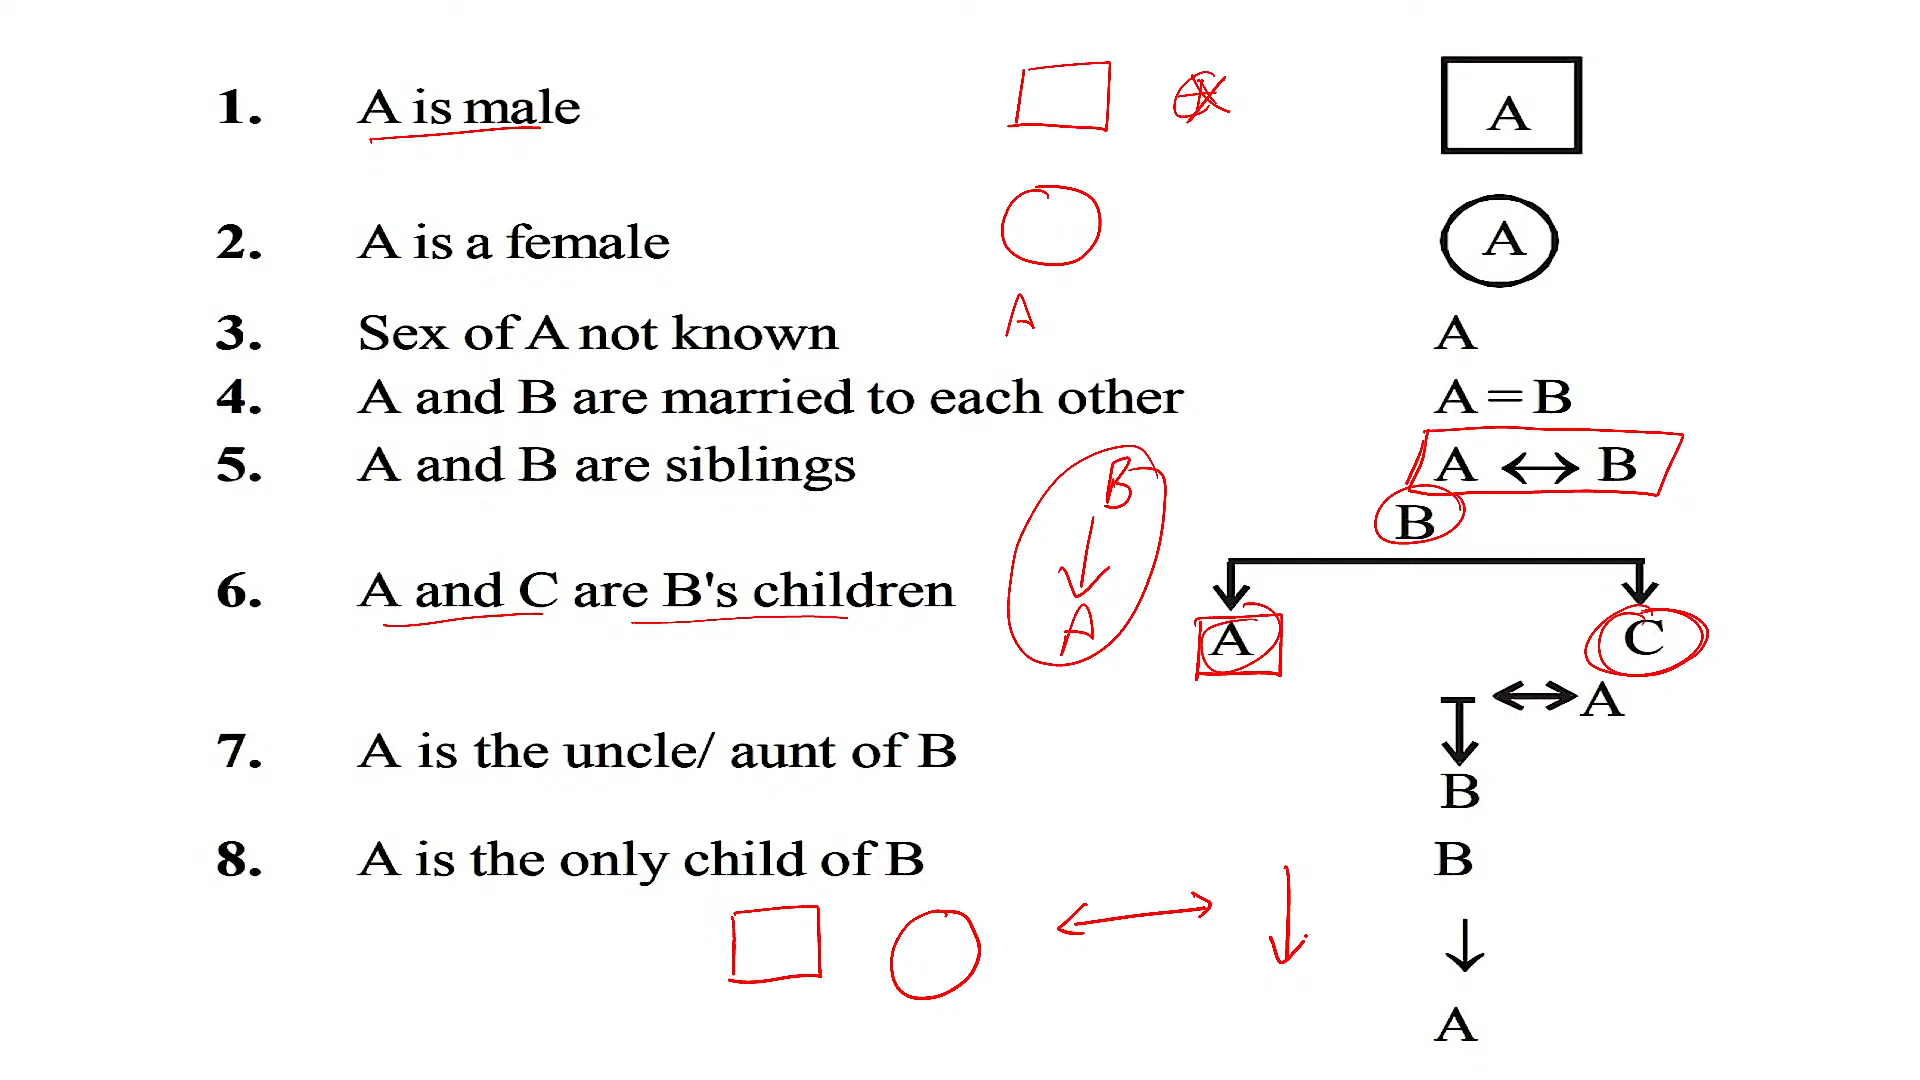 1. A is male A
2. A is a female A
A
3. Sex of A not known A
4. A and B are married to each other A = B
5. A and B are siblings A ↔ B
B B
6. A and C are B's children
↓
A A C
↔ A
7. A is the uncle/ aunt of B
B
8. A is the only child of B B
↓
A